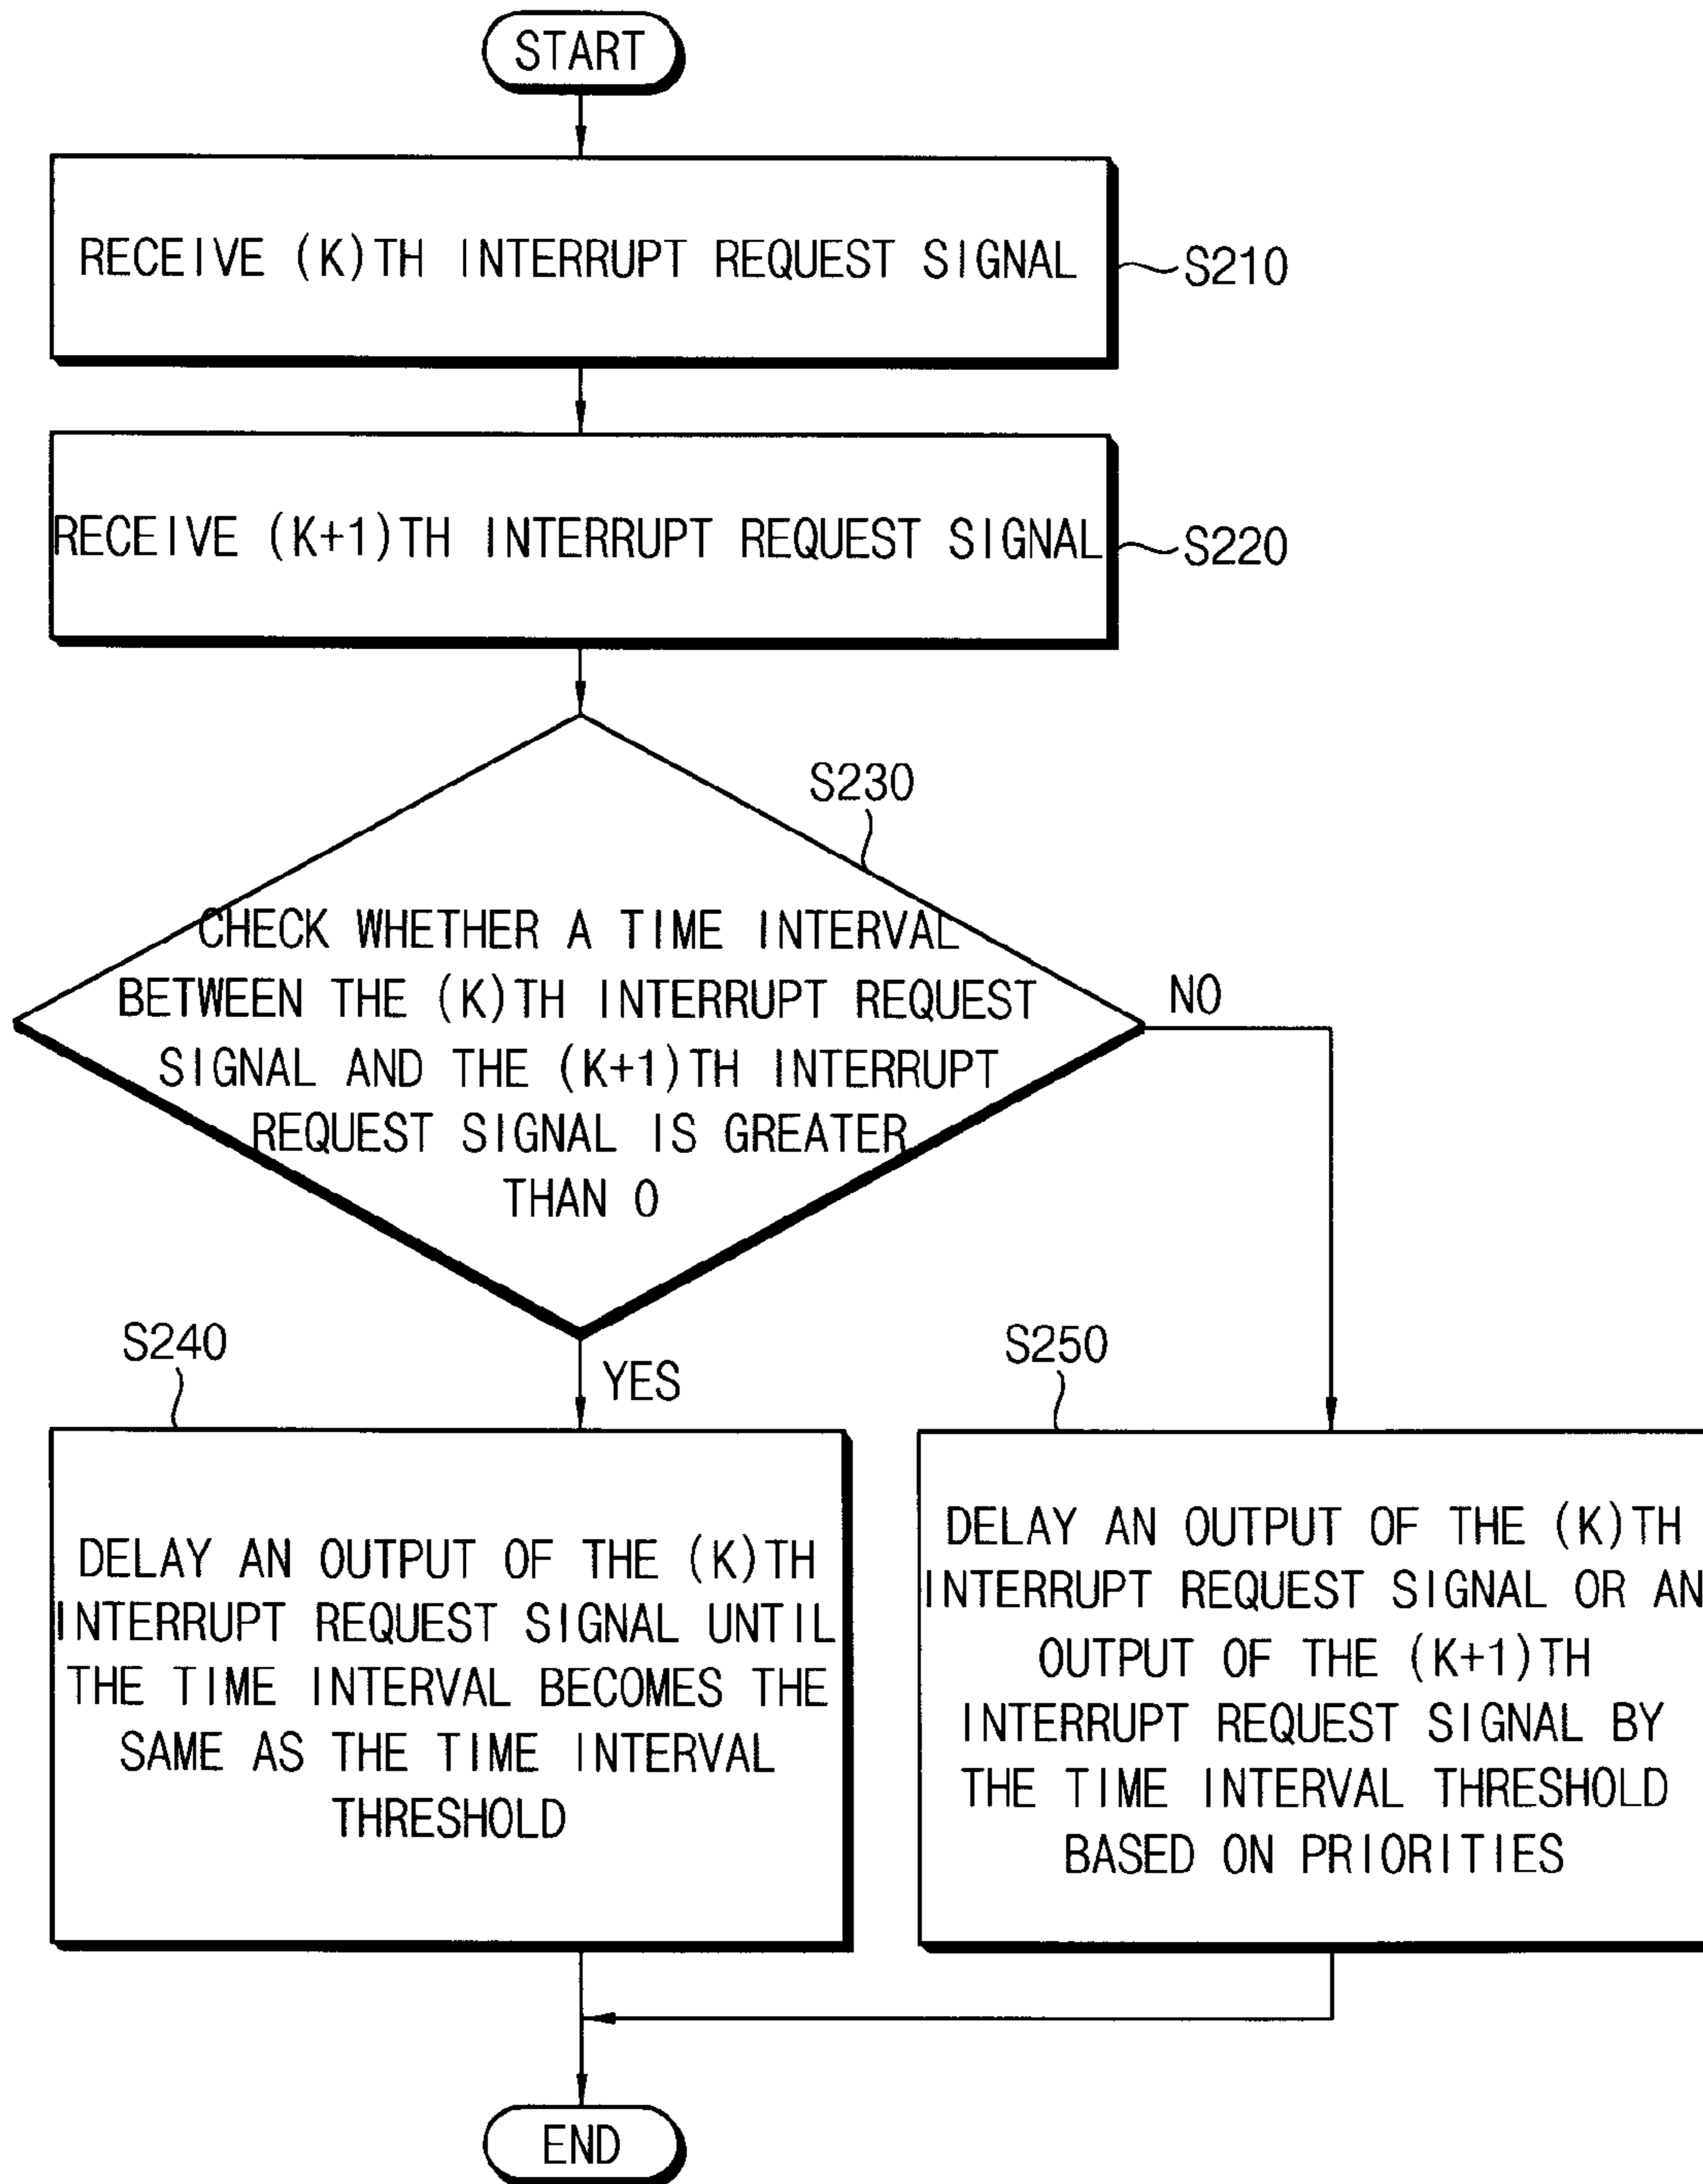 START
RECEIVE (K)TH INTERRUPT REQUEST SIGNAL
S210
RECEIVE (K+1)TH INTERRUPT REQUEST SIGNAL
S220
S230
CHECK WHETHER A TIME INTERVAL
BETWEEN THE (K)TH INTERRUPT REQUEST
SIGNAL AND THE (K+1)TH INTERRUPT
REQUEST SIGNAL IS GREATER
THAN 0
NO
YES
S240
DELAY AN OUTPUT OF THE (K)TH
INTERRUPT REQUEST SIGNAL UNTIL
THE TIME INTERVAL BECOMES THE
SAME AS THE TIME INTERVAL
THRESHOLD
S250
DELAY AN OUTPUT OF THE (K)TH
INTERRUPT REQUEST SIGNAL OR AN
OUTPUT OF THE (K+1)TH
INTERRUPT REQUEST SIGNAL BY
THE TIME INTERVAL THRESHOLD
BASED ON PRIORITIES
END